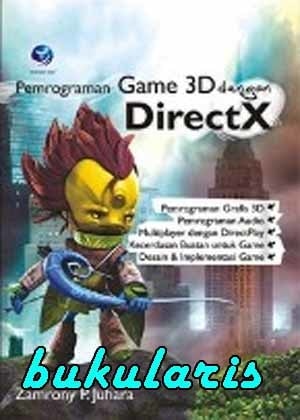 Pemrograman Game 3D dengan
DirectX
Pemrograman Grafis 3D
Pemrograman Audio
Multiplayer dengan DirectPlay
Kecerdasan Buatan untuk Game
Desain & Implementasi Game
bukularis
Zamrony P. Juhara